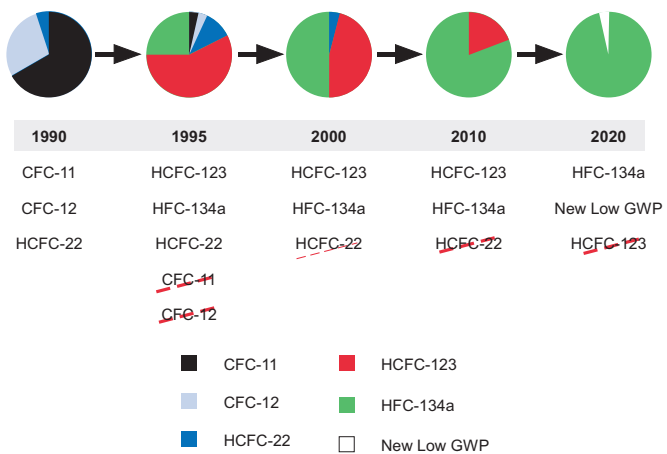 1990 1995 2000 2010 2020
CFC-11 HCFC-123 HCFC-123 HCFC-123 HFC-134a
CFC-12 HFC-134a HFC-134a HFC-134a New Low GWP
HCFC-22 HCFC-22 HCFC-22 HCFC-22 HCFC-123
CFC-11
CFC-12
CFC-11 HCFC-123
CFC-12 HFC-134a
HCFC-22 New Low GWP